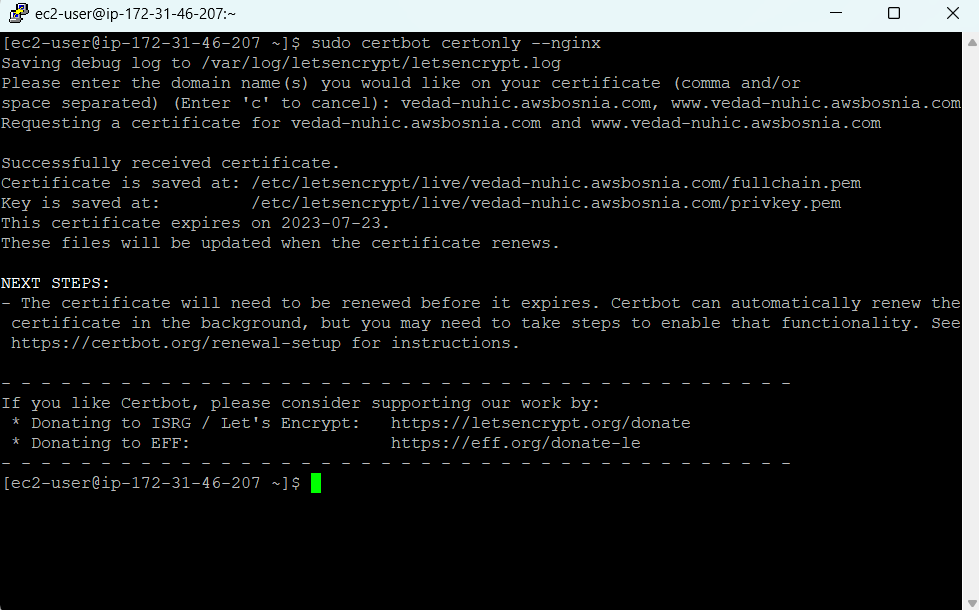 ec2-user@ip-172-31-46-207:~
[ec2-user@ip-172-31-46-207 ~]$ sudo certbot certonly --nginx
Saving debug log to /var/log/letsencrypt/letsencrypt.log
Please enter the domain name(s) you would like on your certificate (comma and/or
space separated) (Enter 'c' to cancel): vedad-nuhic.awsbosnia.com, www.vedad-nuhic.awsbosnia.com
Requesting a certificate for vedad-nuhic.awsbosnia.com and www.vedad-nuhic.awsbosnia.com

Successfully received certificate.
Certificate is saved at: /etc/letsencrypt/live/vedad-nuhic.awsbosnia.com/fullchain.pem
Key is saved at:         /etc/letsencrypt/live/vedad-nuhic.awsbosnia.com/privkey.pem
This certificate expires on 2023-07-23.
These files will be updated when the certificate renews.

NEXT STEPS:
- The certificate will need to be renewed before it expires. Certbot can automatically renew the
 certificate in the background, but you may need to take steps to enable that functionality. See
 https://certbot.org/renewal-setup for instructions.

- - - - - - - - - - - - - - - - - - - - - - - - - - - - - - - - - - - - - - - -
If you like Certbot, please consider supporting our work by:
 * Donating to ISRG / Let's Encrypt:   https://letsencrypt.org/donate
 * Donating to EFF:                    https://eff.org/donate-le
- - - - - - - - - - - - - - - - - - - - - - - - - - - - - - - - - - - - - - - -
[ec2-user@ip-172-31-46-207 ~]$